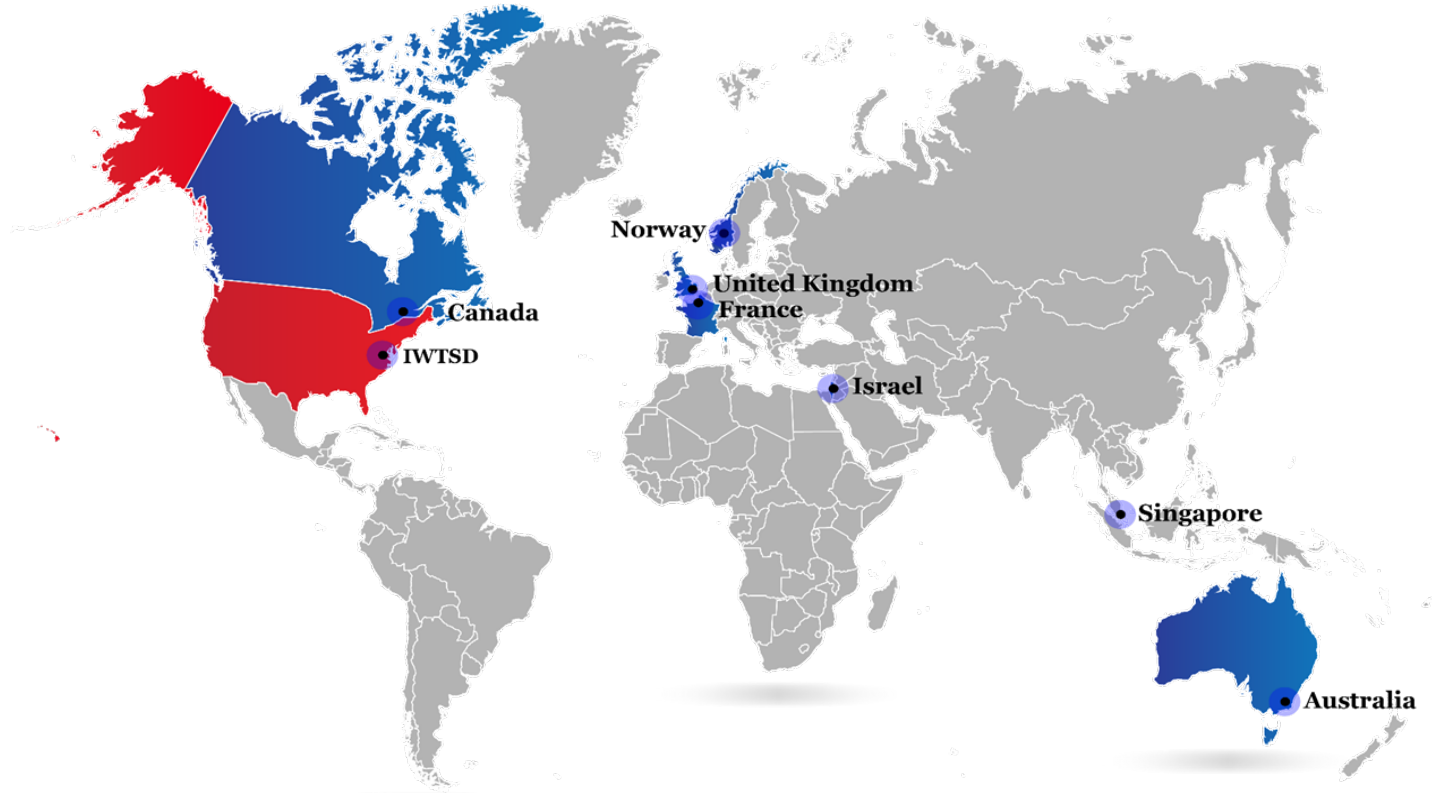 Norway
United Kingdom
France
Canada
IWTSD
Israel
Singapore
Australia